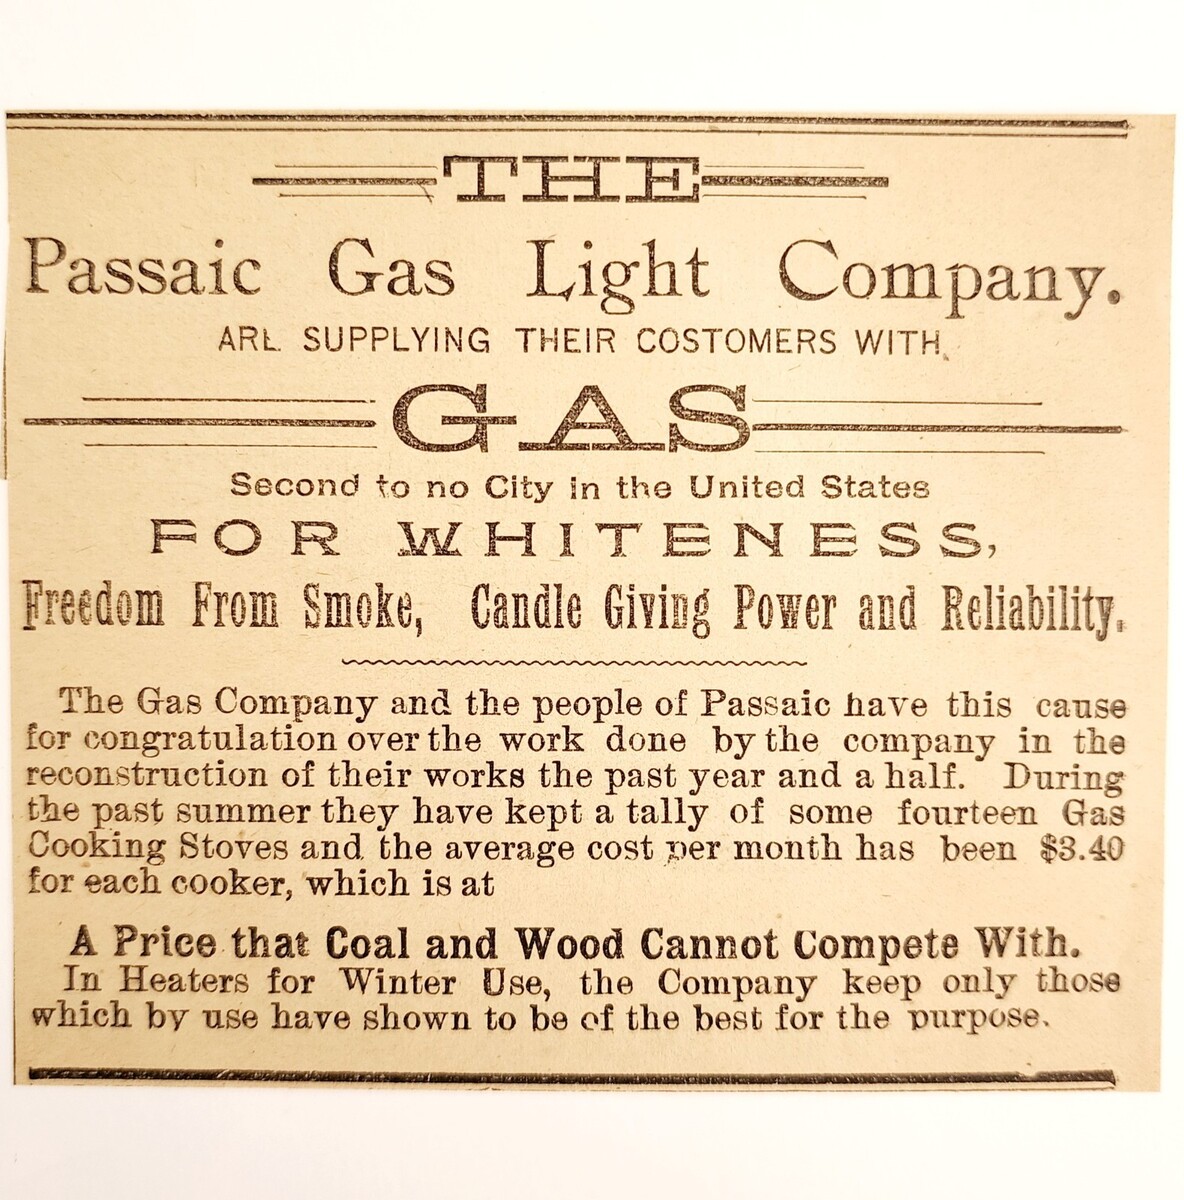 THE
Passaic Gas Light Company.
ARE SUPPLYING THEIR COSTOMERS WITH
GAS
Second to no City in the United States
FOR WHITENESS,
Freedom From Smoke, Candle Giving Power and Reliability.
The Gas Company and the people of Passaic have this cause
for congratulation over the work done by the company in the
reconstruction of their works the past year and a half. During
the past summer they have kept a tally of some fourteen Gas
Cooking Stoves and the average cost per month has been $3.40
for each cooker, which is at
A Price that Coal and Wood Cannot Compete With.
In Heaters for Winter Use, the Company keep only those
which by use have shown to be of the best for the purpose.